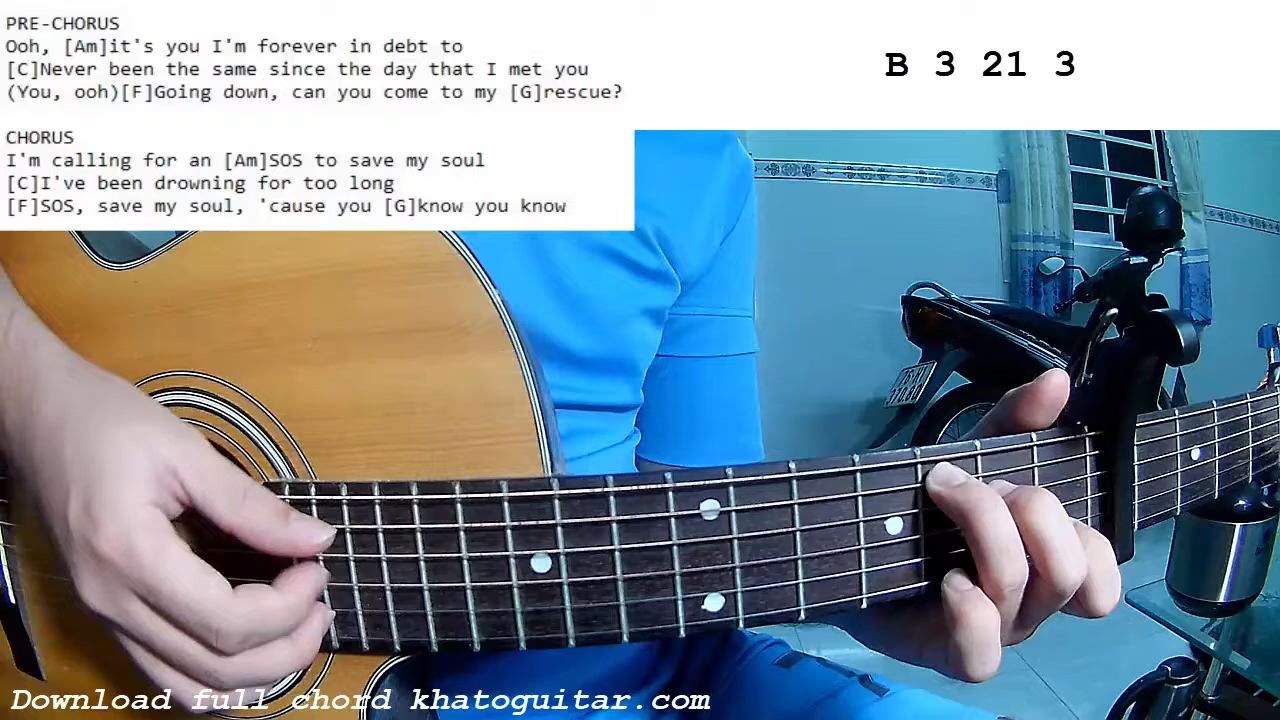 PRE-CHORUS
Ooh, [Am]it's you I'm forever in debt to
[C]Never been the same since the day that I met you
(You, ooh)[F]Going down, can you come to my [G]rescue?
CHORUS
I'm calling for an [Am]SOS to save my soul
[C]I've been drowning for too long
[F]SOS, save my soul, 'cause you [G]know you know
B 3 21 3
Download full chord khatoguitar.com